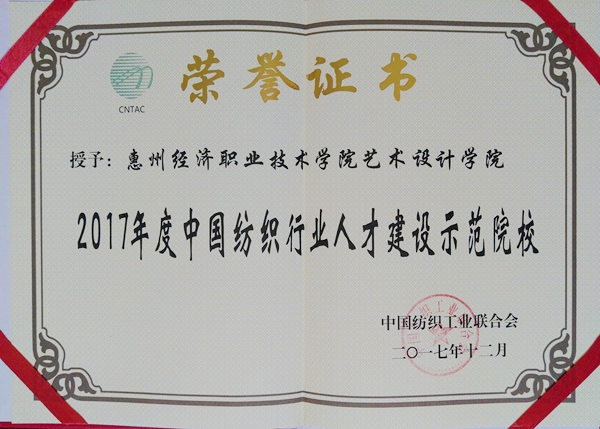 荣誉证书
CNTAC
授予：惠州经济职业技术学院艺术设计学院
2017年度中国纺织行业人才建设示范院校
中国纺织工业联合会
二〇一七年十二月